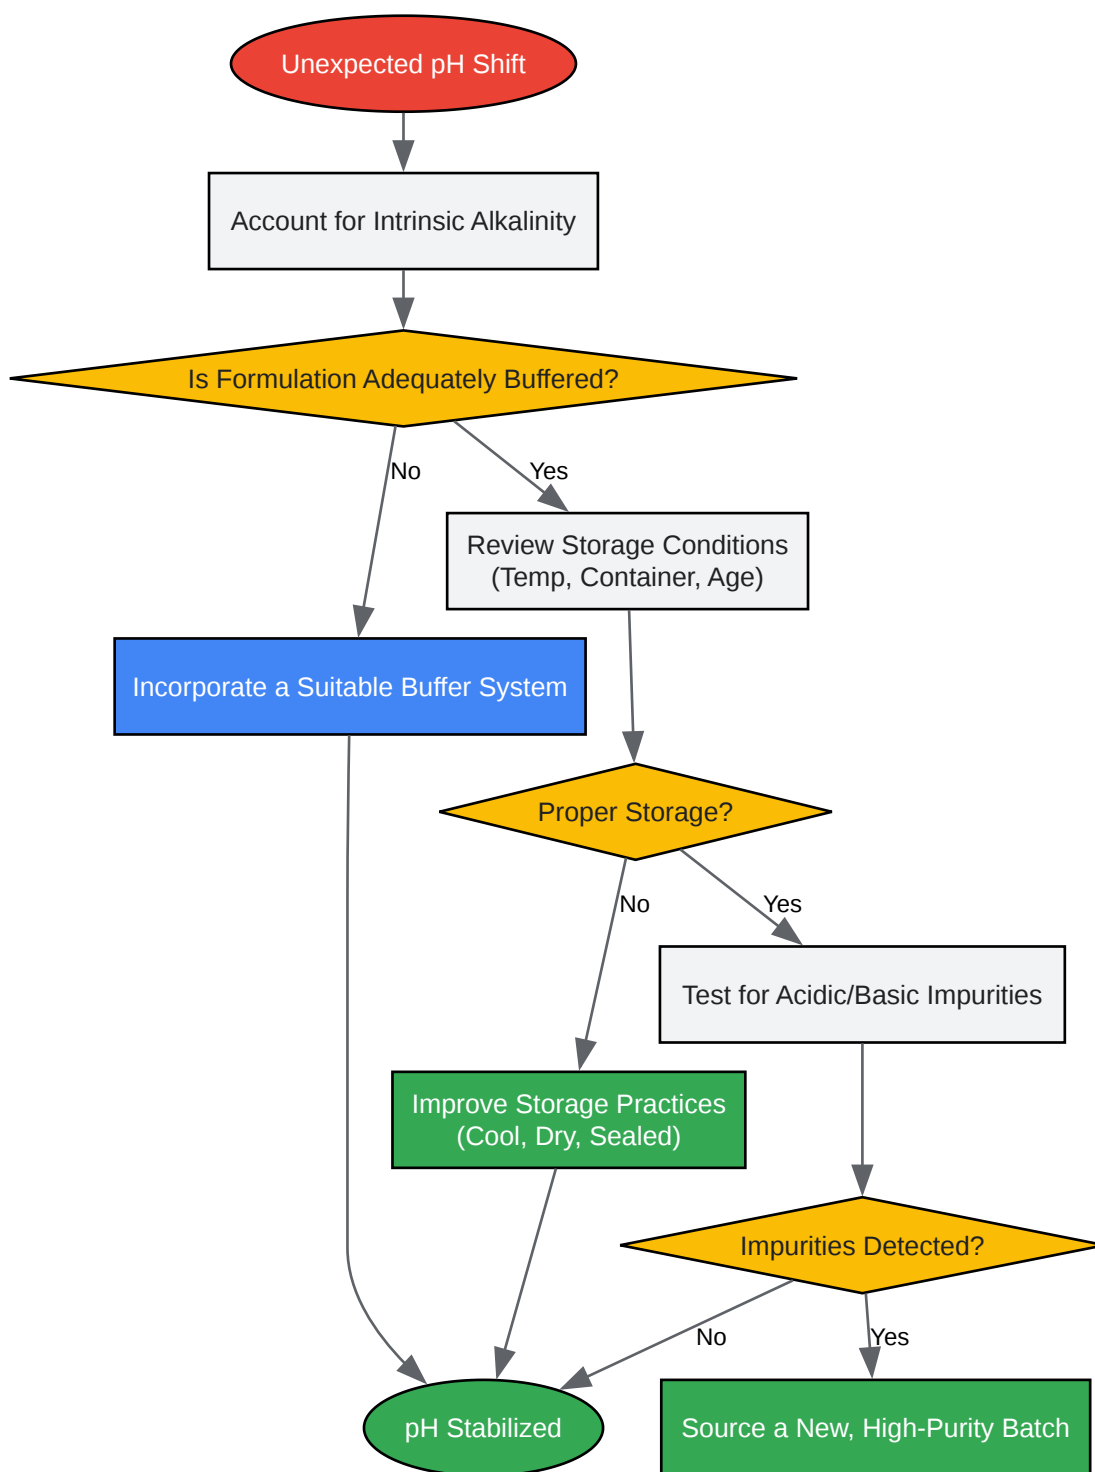 Unexpected pH Shift
Account for Intrinsic Alkalinity
Is Formulation Adequately Buffered?
No
Yes
Review Storage Conditions
(Temp, Container, Age)
Incorporate a Suitable Buffer System
Proper Storage?
No
Yes
Test for Acidic/Basic Impurities
Improve Storage Practices
(Cool, Dry, Sealed)
Impurities Detected?
No
Yes
pH Stabilized
Source a New, High-Purity Batch